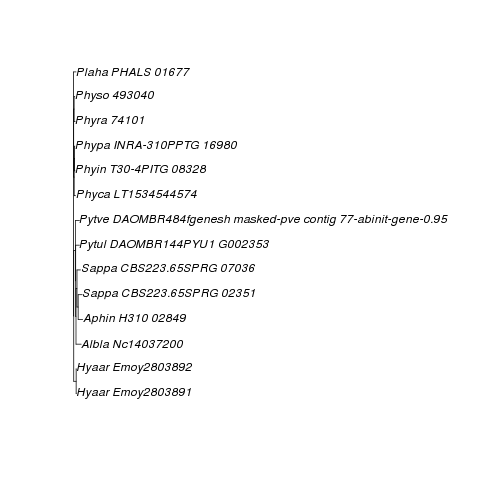 Plaha PHALS 01677
Physo 493040
Phyra 74101
Phypa INRA-310PPTG 16980
Phyin T30-4PITG 08328
Phyca LT1534544574
Pytve DAOMBR484fgenesh masked-pve contig 77-abinit-gene-0.95
Pytul DAOMBR144PYU1 G002353
Sappa CBS223.65SPRG 07036
Sappa CBS223.65SPRG 02351
Aphin H310 02849
Albla Nc14037200
Hyaar Emoy2803892
Hyaar Emoy2803891